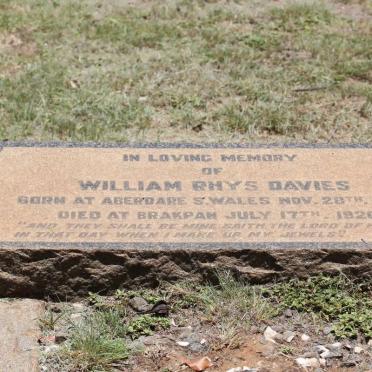 IN LOVING MEMORY
OF
WILLIAM RHYS DAVIES
BORN AT ABERDARE S.WALES NOV. 28TH.
DIED AT BRAKPAN JULY 17TH. 1926
"AND THEY SHALL BE MINE SAITH THE LORD OF
IN THAT DAY WHEN I MAKE UP MY JEWELS".